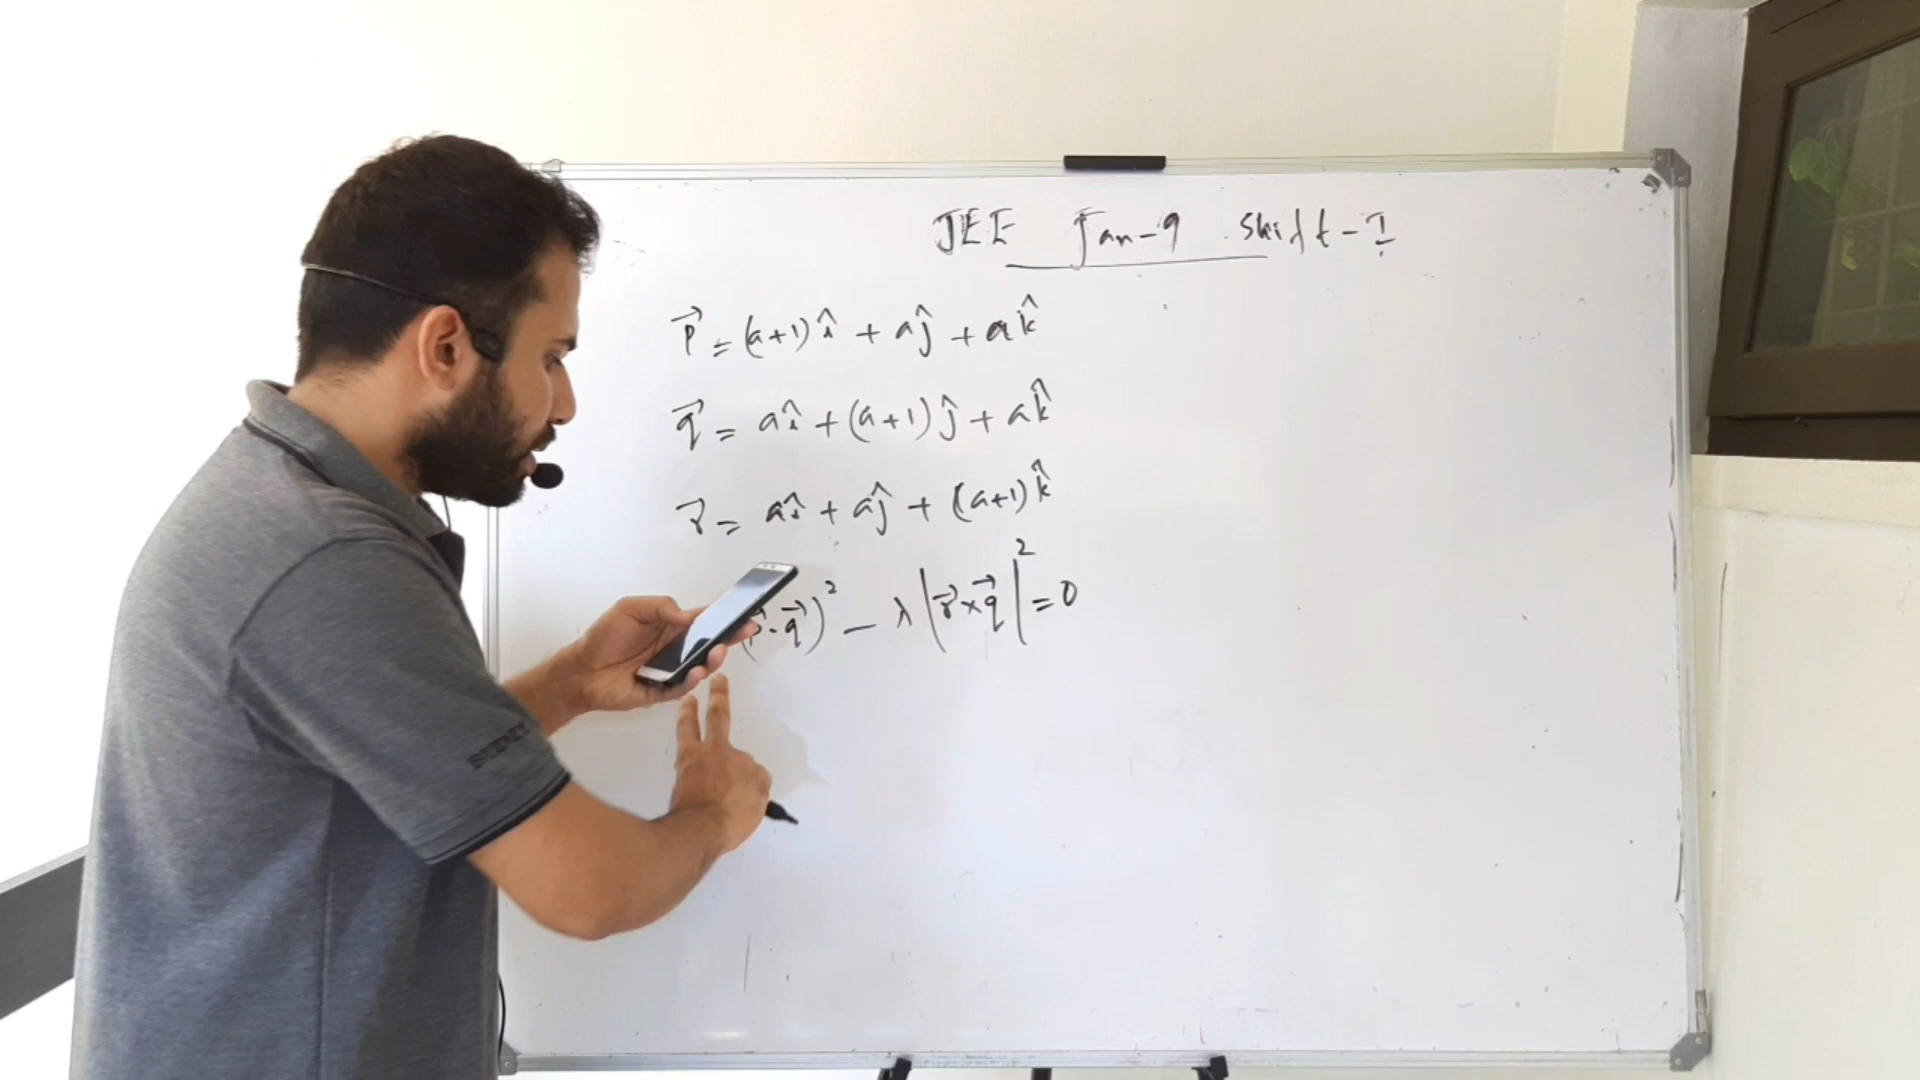 JEE Jan-9 Shift-I
p⃗ = (a+1)î + aĵ + ak̂
q⃗ = aî + (a+1)ĵ + ak̂
r⃗ = aî + aĵ + (a+1)k̂
(p⃗·q⃗)² - λ|r⃗×q⃗|² = 0